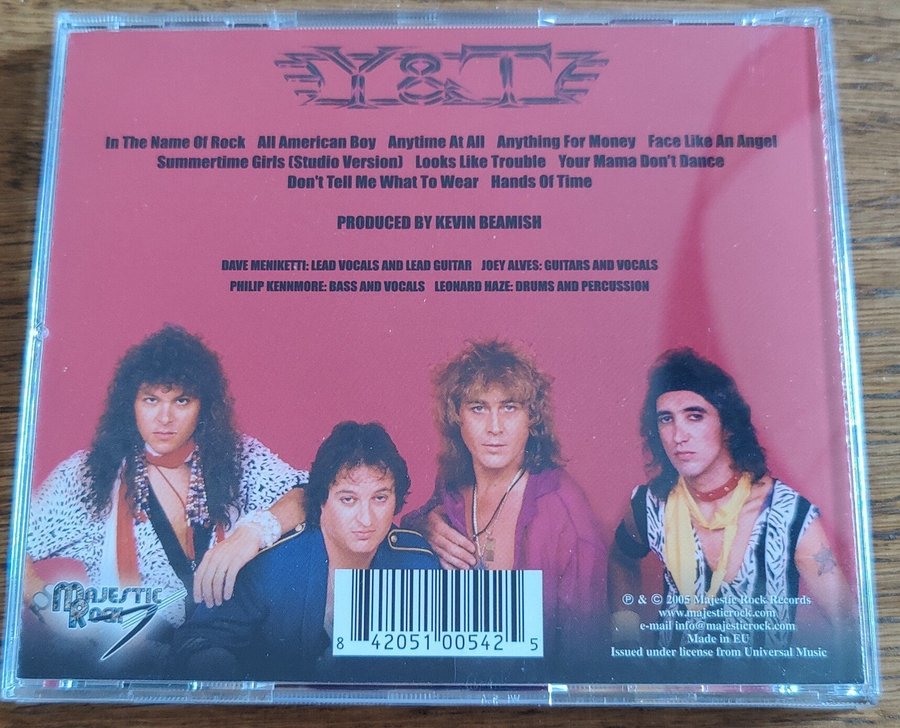 Y&T
In The Name Of Rock All American Boy Anytime At All Anything For Money Face Like An Angel
Summertime Girls (Studio Version) Looks Like Trouble Your Mama Don't Dance
Don't Tell Me What To Wear Hands Of Time
PRODUCED BY KEVIN BEAMISH
DAVE MENIKETTI: LEAD VOCALS AND LEAD GUITAR JOEY ALVES: GUITARS AND VOCALS
PHILIP KENNMORE: BASS AND VOCALS LEONARD HAZE: DRUMS AND PERCUSSION
MAJESTIC
ROCK
8 42051 00542 5
℗ & © 2005 Majestic Rock Records
www.majesticrock.com
e-mail info@majesticrock.com
Made in EU
Issued under license from Universal Music